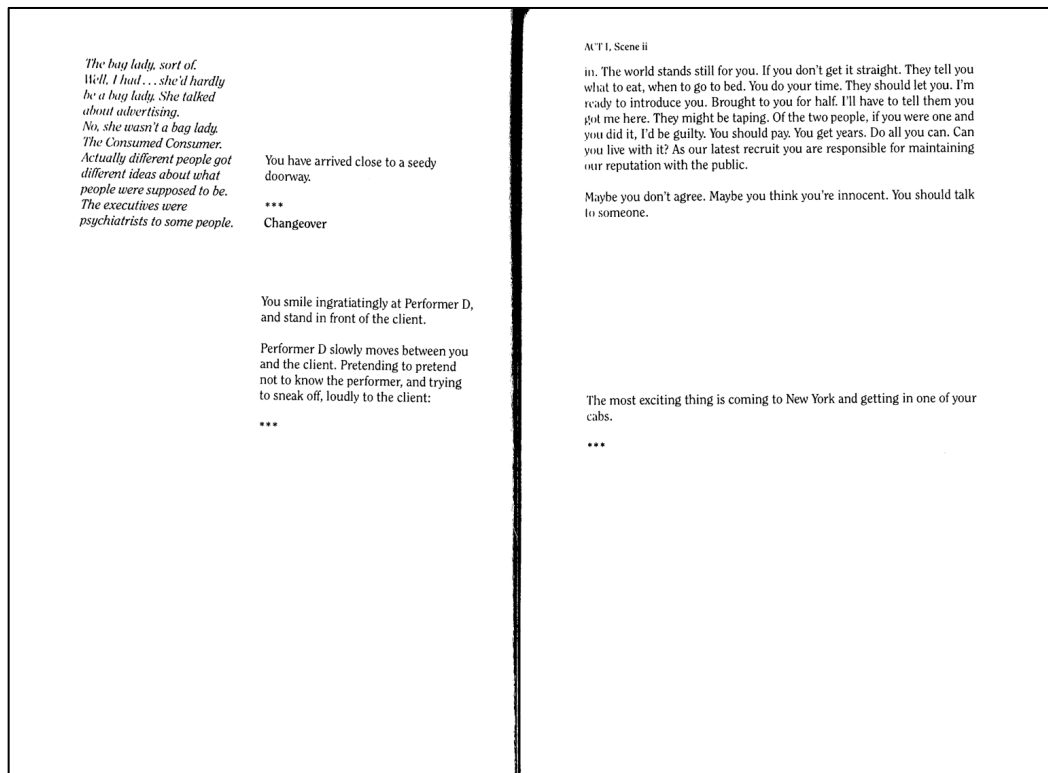 The bag lady, sort of.
Well, I had . . . she'd hardly
be a bag lady. She talked
about advertising.
No, she wasn't a bag lady.
The Consumed Consumer.
Actually different people got
different ideas about what
people were supposed to be.
The executives were
psychiatrists to some people.
You have arrived close to a seedy
doorway.
***
Changeover
You smile ingratiatingly at Performer D,
and stand in front of the client.
Performer D slowly moves between you
and the client. Pretending to pretend
not to know the performer, and trying
to sneak off, loudly to the client:
***
ACT I, Scene ii
in. The world stands still for you. If you don't get it straight. They tell you
what to eat, when to go to bed. You do your time. They should let you. I'm
ready to introduce you. Brought to you for half. I'll have to tell them you
got me here. They might be taping. Of the two people, if you were one and
you did it, I'd be guilty. You should pay. You get years. Do all you can. Can
you live with it? As our latest recruit you are responsible for maintaining
our reputation with the public.
Maybe you don't agree. Maybe you think you're innocent. You should talk
to someone.
The most exciting thing is coming to New York and getting in one of your
cabs.
***